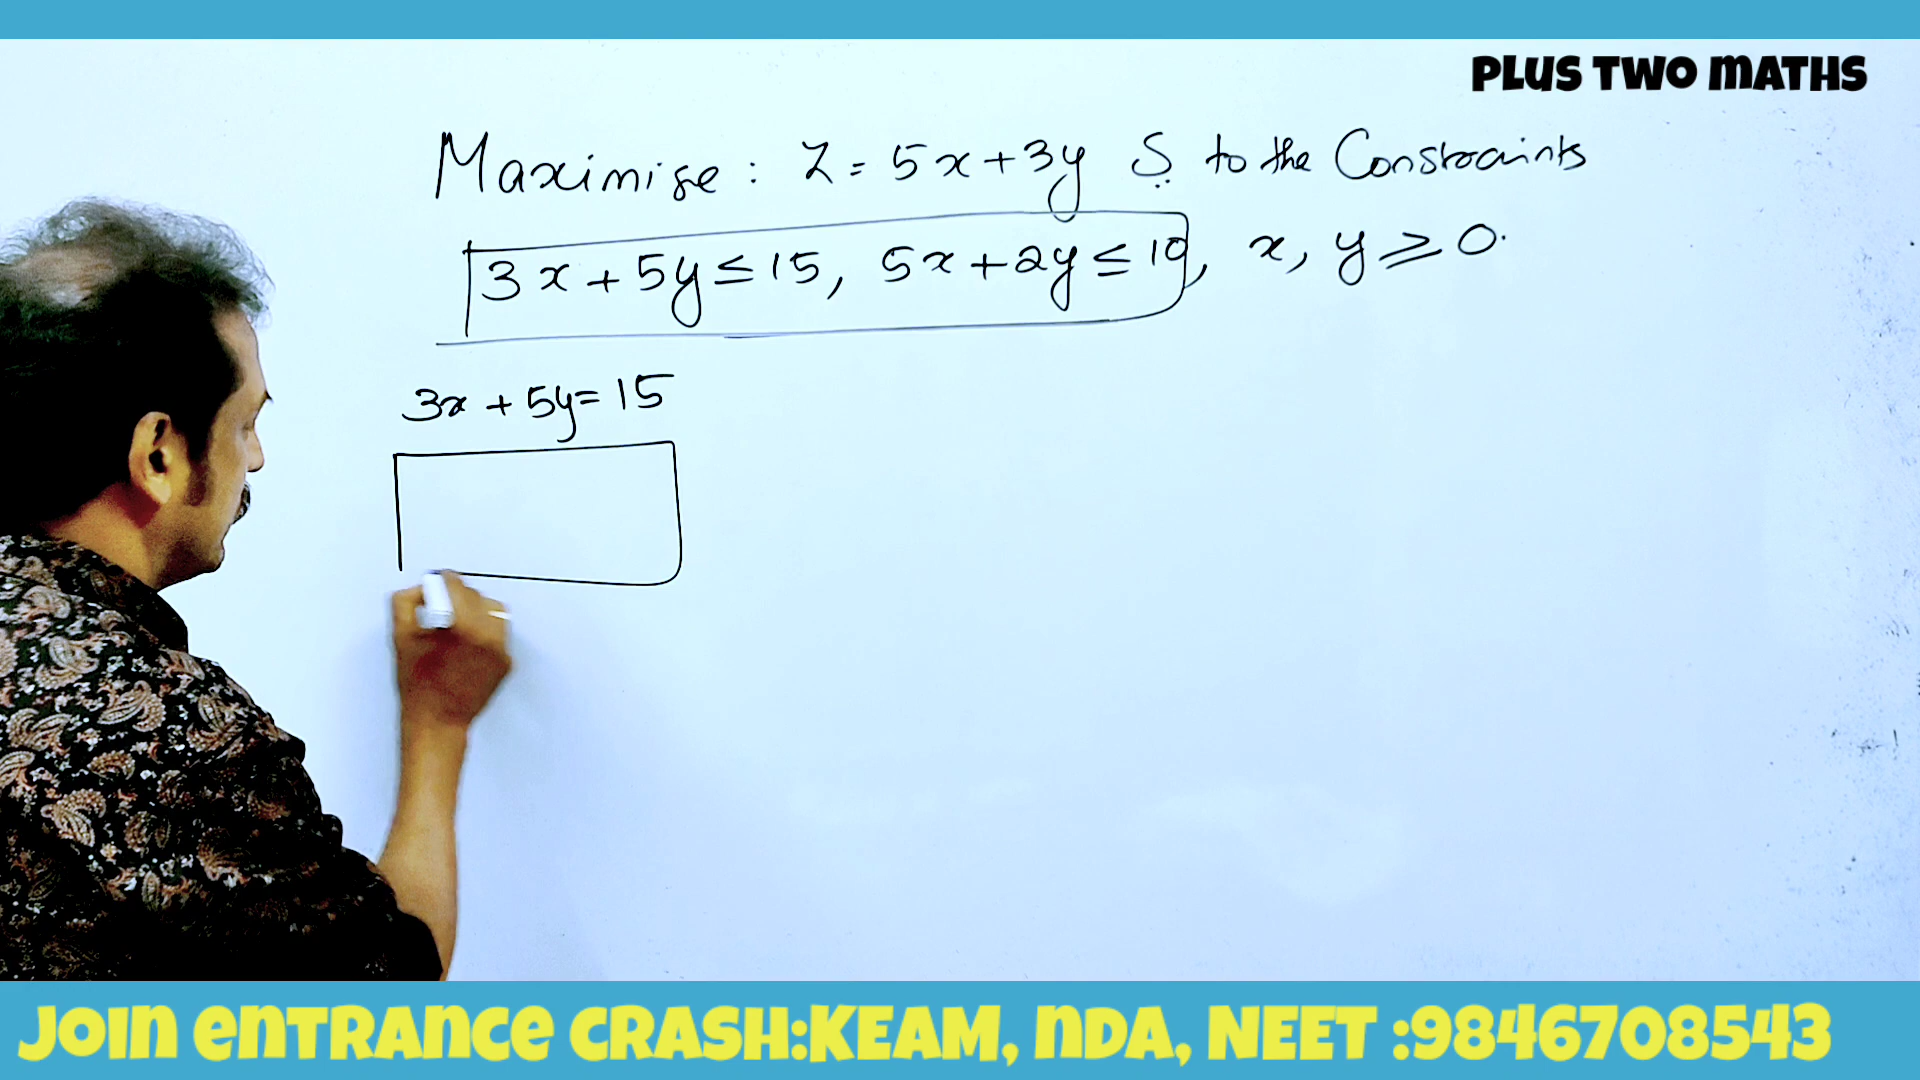 PLUS TWO MATHS
Maximise: Z = 5x+3y S to the Constraints
3x+5y≤15, 5x+2y≤10, x, y≥0.
3x + 5y = 15
JOIN ENTRANCE CRASH:KEAM, NDA, NEET :9846708543